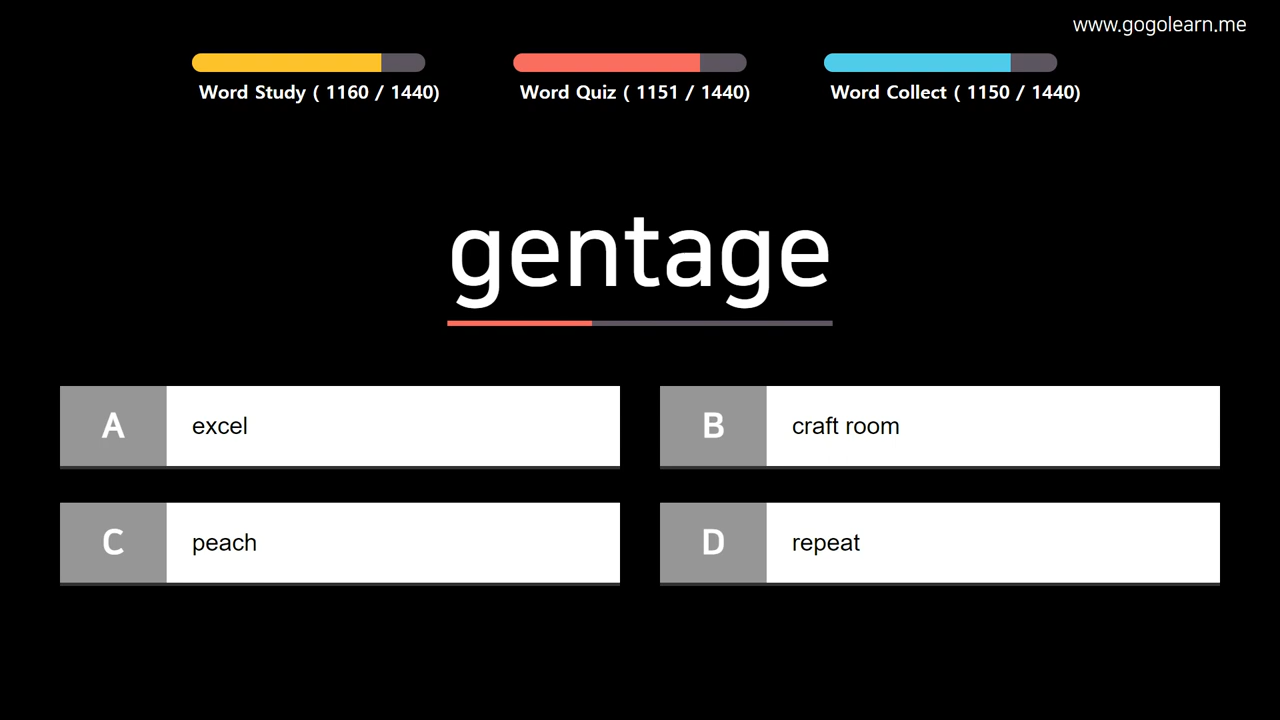 www.gogolearn.me
Word Study ( 1160 / 1440)
Word Quiz ( 1151 / 1440)
Word Collect ( 1150 / 1440)
gentage
A excel
B craft room
C peach
D repeat